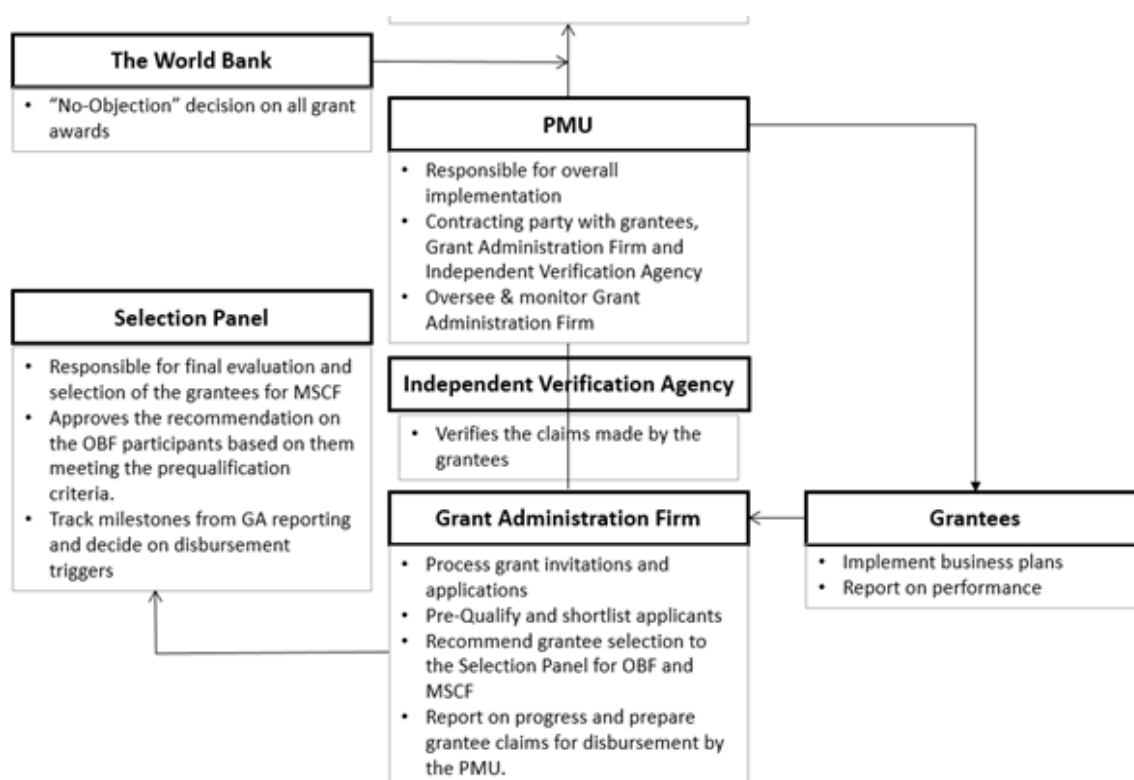 The World Bank
• “No-Objection” decision on all grant
awards
PMU
• Responsible for overall
implementation
• Contracting party with grantees,
Grant Administration Firm and
Independent Verification Agency
• Oversee & monitor Grant
Administration Firm
Selection Panel
• Responsible for final evaluation and
selection of the grantees for MSCF
• Approves the recommendation on
the OBF participants based on them
meeting the prequalification
criteria.
• Track milestones from GA reporting
and decide on disbursement
triggers
Independent Verification Agency
• Verifies the claims made by the
grantees
Grant Administration Firm
• Process grant invitations and
applications
• Pre-Qualify and shortlist applicants
• Recommend grantee selection to
the Selection Panel for OBF and
MSCF
• Report on progress and prepare
grantee claims for disbursement by
the PMU.
Grantees
• Implement business plans
• Report on performance